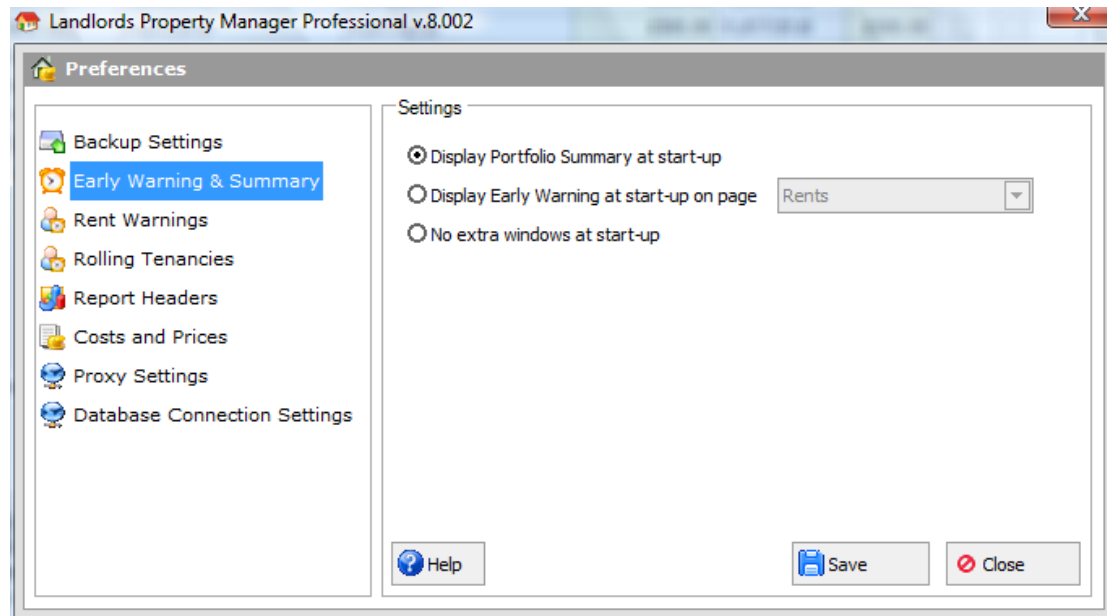 Landlords Property Manager Professional v.8.002
Preferences
Backup Settings
Early Warning & Summary
Rent Warnings
Rolling Tenancies
Report Headers
Costs and Prices
Proxy Settings
Database Connection Settings
Settings
Display Portfolio Summary at start-up
Display Early Warning at start-up on page Rents
No extra windows at start-up
Help Save Close